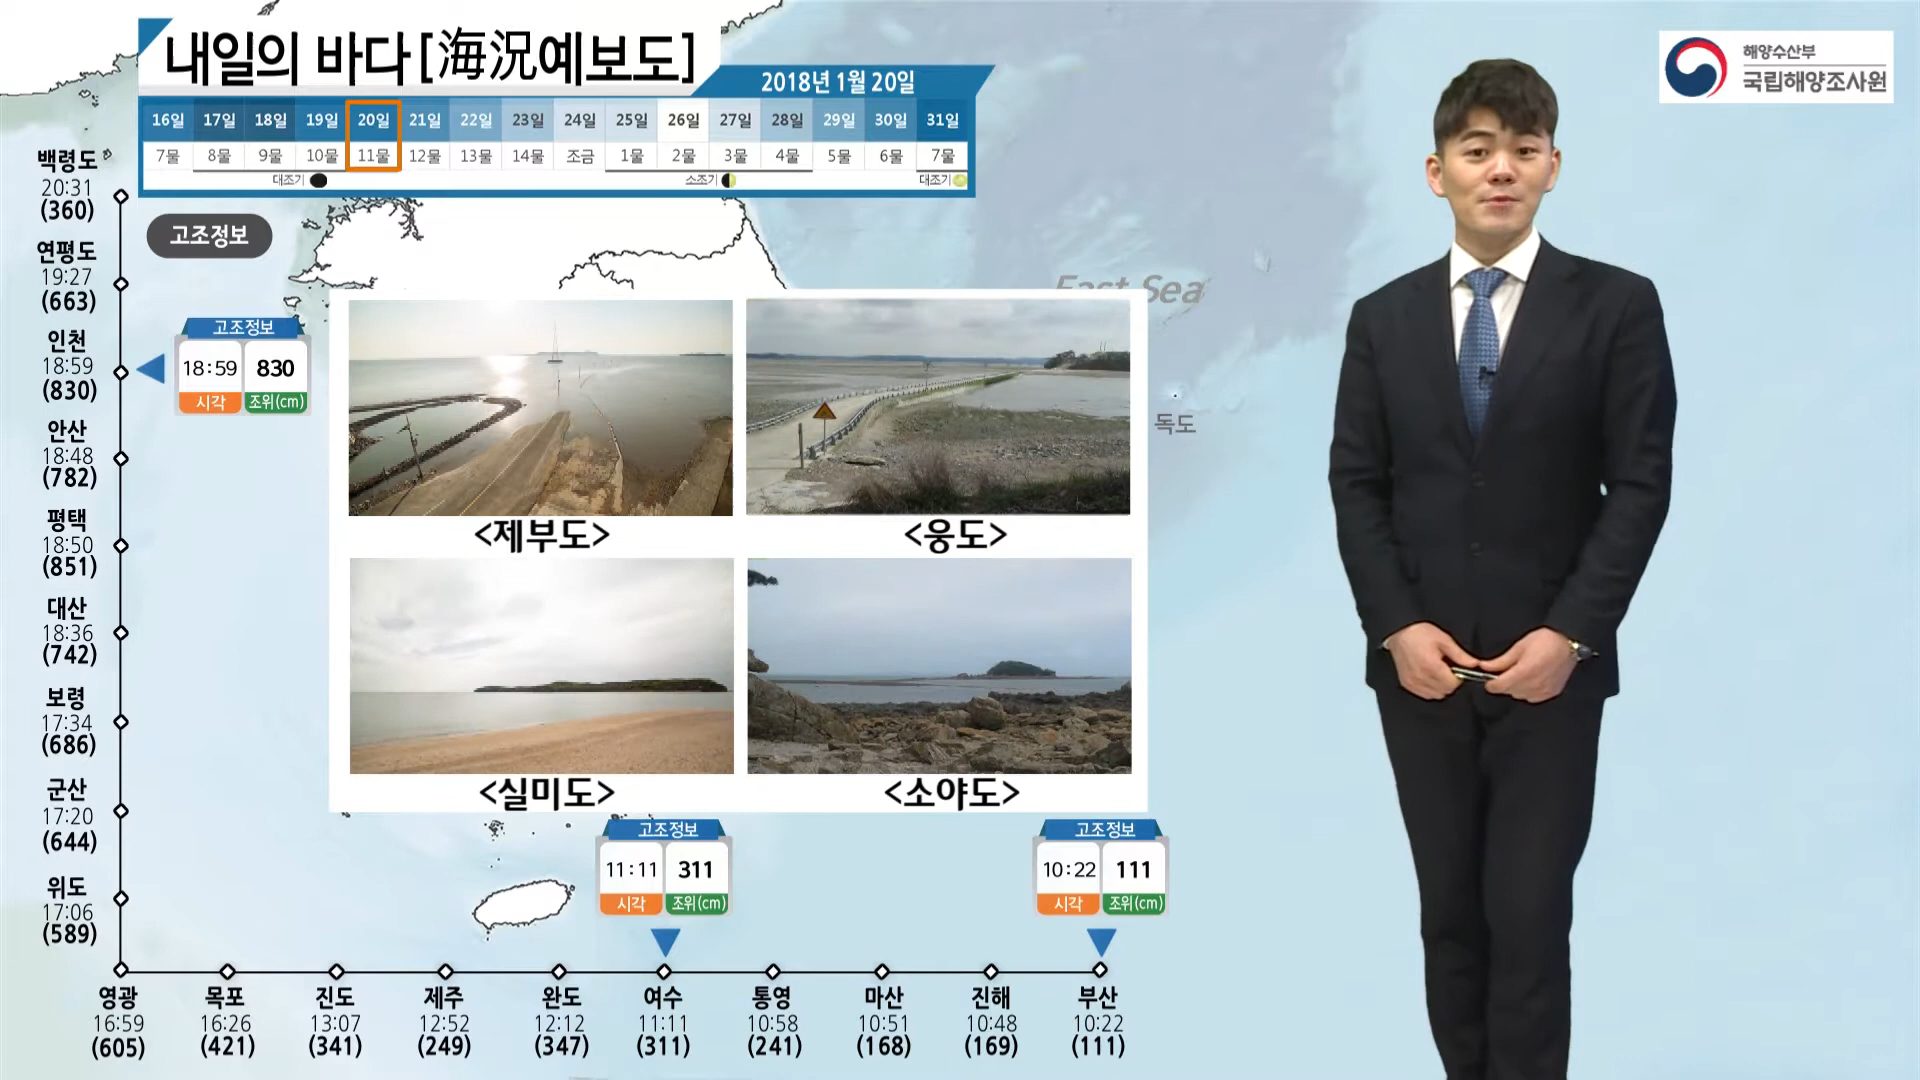 내일의 바다[海況예보도]
2018년 1월 20일
해양수산부
국립해양조사원
16일 17일 18일 19일 20일 21일 22일 23일 24일 25일 26일 27일 28일 29일 30일 31일
7물 8물 9물 10물 11물 12물 13물 14물 조금 1물 2물 3물 4물 5물 6물 7물
대조기 소조기 대조기
고조정보
백령도
20:31
(360)
연평도
19:27
(663)
인천
18:59
(830)
안산
18:48
(782)
평택
18:50
(851)
대산
18:36
(742)
보령
17:34
(686)
군산
17:20
(644)
위도
17:06
(589)
고조정보
18:59 830
시각 조위(cm)
East Sea
독도
<제부도> <웅도>
<실미도> <소야도>
고조정보
11:11 311
시각 조위(cm)
고조정보
10:22 111
시각 조위(cm)
영광 목포 진도 제주 완도 여수 통영 마산 진해 부산
16:59 16:26 13:07 12:52 12:12 11:11 10:58 10:51 10:48 10:22
(605) (421) (341) (249) (347) (311) (241) (168) (169) (111)